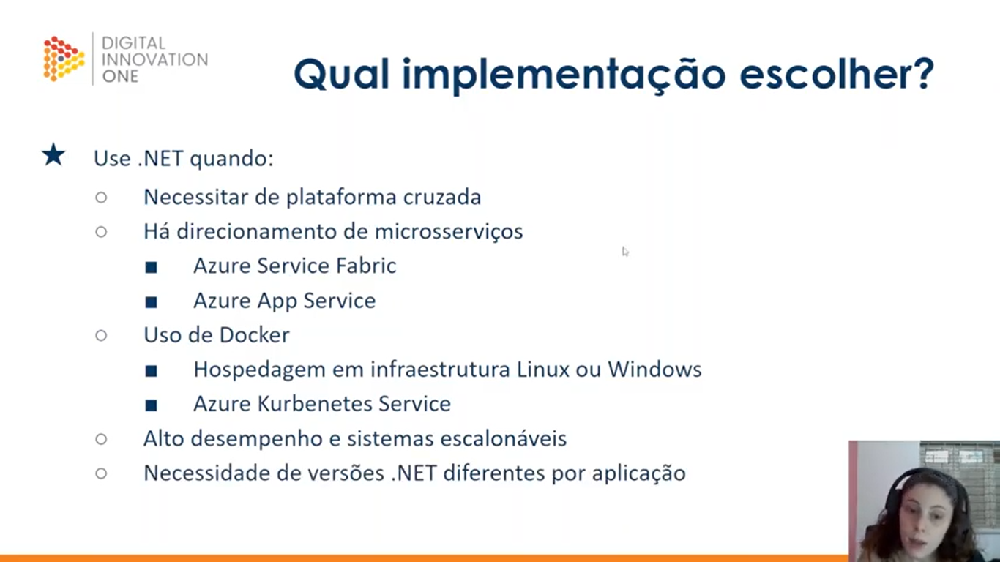 DIGITAL
INNOVATION
ONE
Qual implementação escolher?
Use .NET quando:
Necessitar de plataforma cruzada
Há direcionamento de microsserviços
Azure Service Fabric
Azure App Service
Uso de Docker
Hospedagem em infraestrutura Linux ou Windows
Azure Kurbenetes Service
Alto desempenho e sistemas escalonáveis
Necessidade de versões .NET diferentes por aplicação